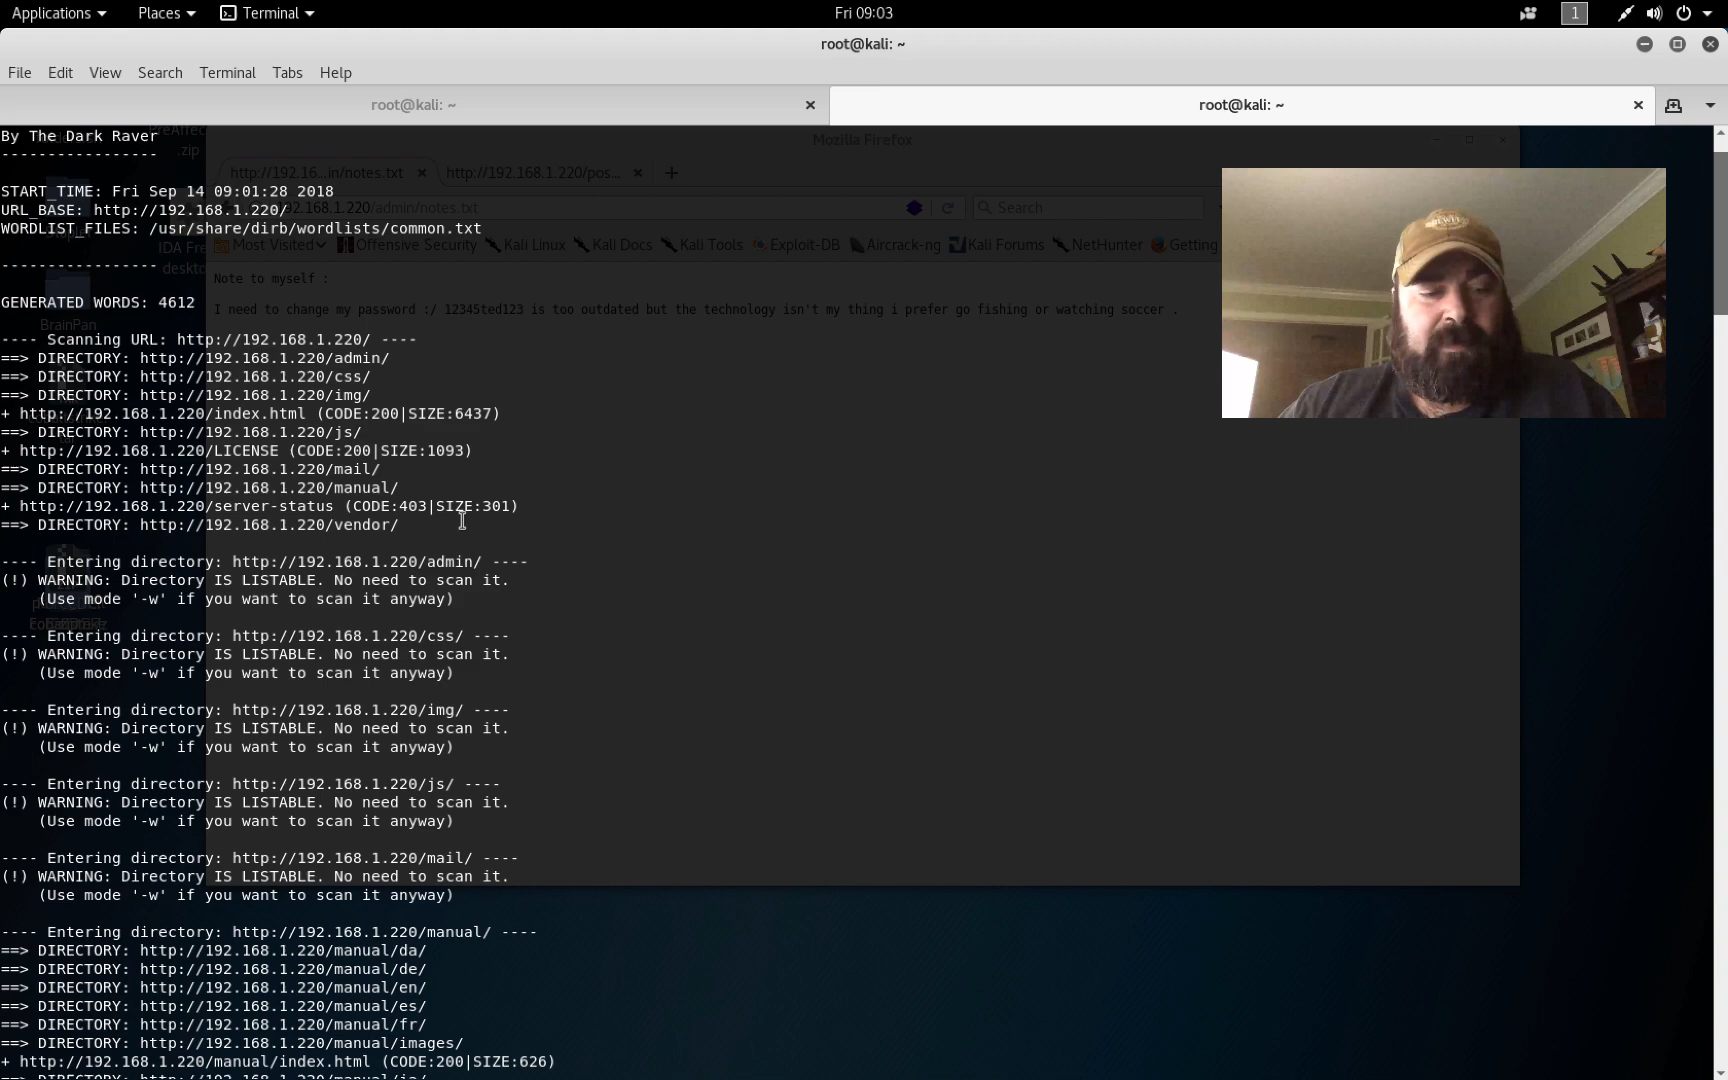 Applications
Places
Terminal
Fri 09:03
1
root@kali: ~
File Edit View Search Terminal Tabs Help
root@kali: ~
root@kali: ~
By The Dark Raver
-----------------
.zip
Mozilla Firefox
http://192.16...in/notes.txt
http://192.168.1.220/pos...
START_TIME: Fri Sep 14 09:01:28 2018
URL_BASE: http://192.168.1.220/
192.168.1.220/admin/notes.txt
Search
WORDLIST_FILES: /usr/share/dirb/wordlists/common.txt
IDA Fre
deskto
Most Visited
Offensive Security
Kali Linux
Kali Docs
Kali Tools
Exploit-DB
Aircrack-ng
Kali Forums
NetHunter
Getting
-----------------
Note to myself :
GENERATED WORDS: 4612
I need to change my password :/ 12345ted123 is too outdated but the technology isn't my thing i prefer go fishing or watching soccer .
BrainPan
---- Scanning URL: http://192.168.1.220/ ----
==> DIRECTORY: http://192.168.1.220/admin/
==> DIRECTORY: http://192.168.1.220/css/
==> DIRECTORY: http://192.168.1.220/img/
+ http://192.168.1.220/index.html (CODE:200|SIZE:6437)
==> DIRECTORY: http://192.168.1.220/js/
+ http://192.168.1.220/LICENSE (CODE:200|SIZE:1093)
==> DIRECTORY: http://192.168.1.220/mail/
==> DIRECTORY: http://192.168.1.220/manual/
+ http://192.168.1.220/server-status (CODE:403|SIZE:301)
==> DIRECTORY: http://192.168.1.220/vendor/
---- Entering directory: http://192.168.1.220/admin/ ----
(!) WARNING: Directory IS LISTABLE. No need to scan it.
(Use mode '-w' if you want to scan it anyway)
---- Entering directory: http://192.168.1.220/css/ ----
(!) WARNING: Directory IS LISTABLE. No need to scan it.
(Use mode '-w' if you want to scan it anyway)
---- Entering directory: http://192.168.1.220/img/ ----
(!) WARNING: Directory IS LISTABLE. No need to scan it.
(Use mode '-w' if you want to scan it anyway)
---- Entering directory: http://192.168.1.220/js/ ----
(!) WARNING: Directory IS LISTABLE. No need to scan it.
(Use mode '-w' if you want to scan it anyway)
---- Entering directory: http://192.168.1.220/mail/ ----
(!) WARNING: Directory IS LISTABLE. No need to scan it.
(Use mode '-w' if you want to scan it anyway)
---- Entering directory: http://192.168.1.220/manual/ ----
==> DIRECTORY: http://192.168.1.220/manual/da/
==> DIRECTORY: http://192.168.1.220/manual/de/
==> DIRECTORY: http://192.168.1.220/manual/en/
==> DIRECTORY: http://192.168.1.220/manual/es/
==> DIRECTORY: http://192.168.1.220/manual/fr/
==> DIRECTORY: http://192.168.1.220/manual/images/
+ http://192.168.1.220/manual/index.html (CODE:200|SIZE:626)
==> DIRECTORY: http://192.168.1.220/manual/ja/